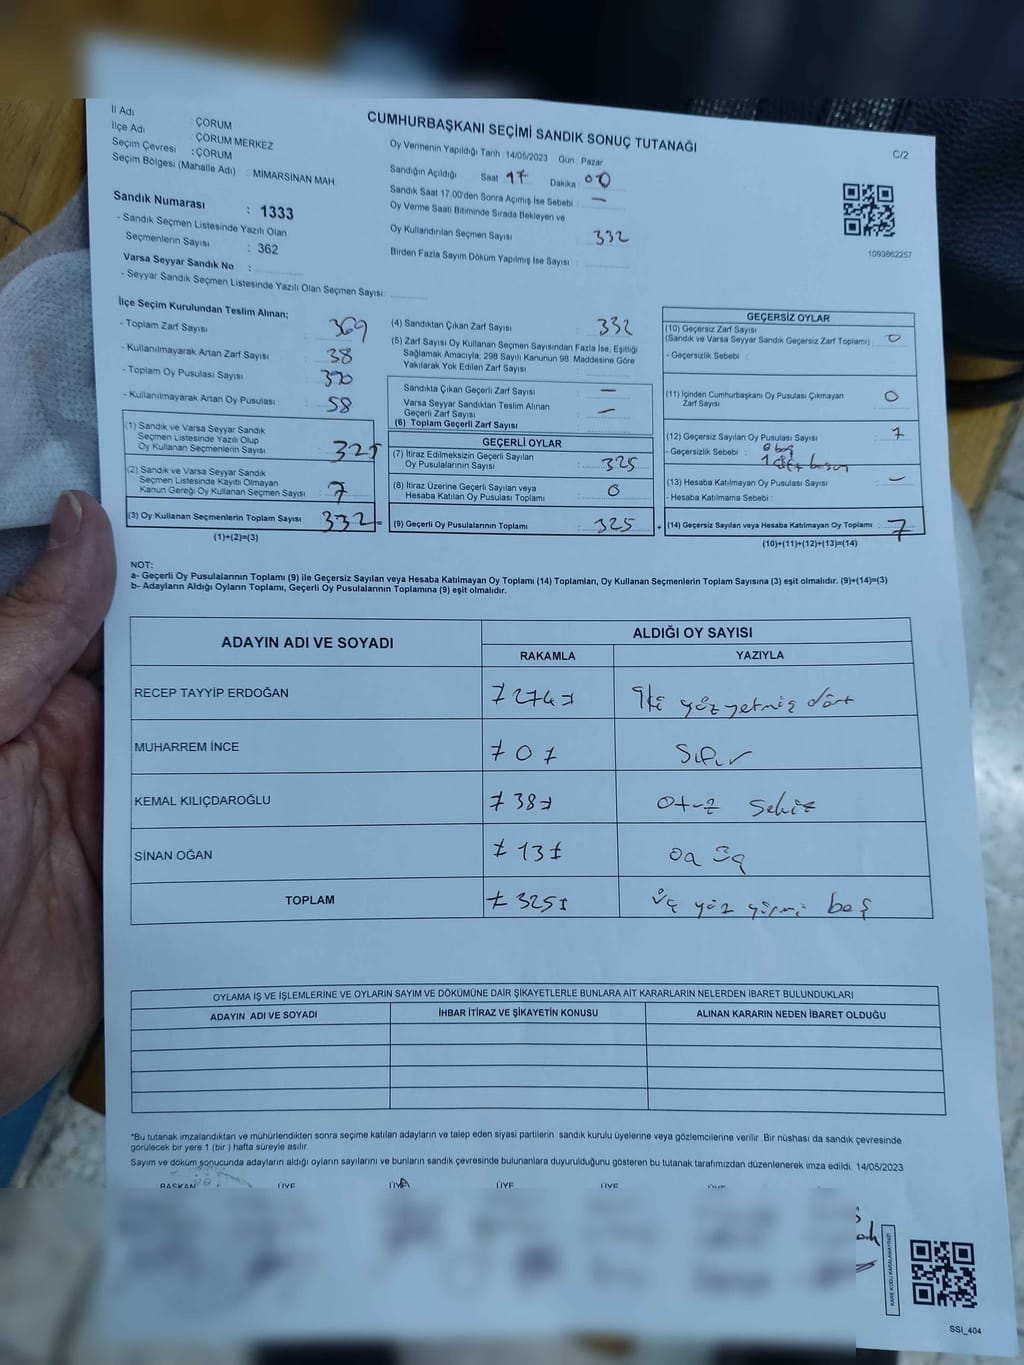 CUMHURBAŞKANI SEÇİMİ SANDIK SONUÇ TUTANAĞI
C/2
İl Adı : ÇORUM
İlçe Adı : ÇORUM MERKEZ
Seçim Çevresi : ÇORUM
Seçim Bölgesi (Mahalle Adı) : MİMARSİNAN MAH.
Sandık Numarası : 1333
- Sandık Seçmen Listesinde Yazılı Olan
Seçmenlerin Sayısı : 362
Varsa Seyyar Sandık No :
- Seyyar Sandık Seçmen Listesinde Yazılı Olan Seçmen Sayısı:
Oy Vermenin Yapıldığı Tarih :14/05/2023 Gün : Pazar
Sandığın Açıldığı Saat 17 Dakika : 00
Sandık Saat 17:00'den Sonra Açımış İse Sebebi : —
Oy Verme Saati Bitiminde Sırada Bekleyen ve
Oy Kullandırılan Seçmen Sayısı : 332
Birden Fazla Sayım Döküm Yapılmış İse Sayısı :
1093862257
İlçe Seçim Kurulundan Teslim Alınan;
- Toplam Zarf Sayısı : 369
- Kullanılmayarak Artan Zarf Sayısı : 38
- Toplam Oy Pusulası Sayısı : 390
- Kullanılmayarak Artan Oy Pusulası : 58
(1) Sandık ve Varsa Seyyar Sandık
Seçmen Listesinde Yazılı Olup
Oy Kullanan Seçmenlerin Sayısı : 325
(2) Sandık ve Varsa Seyyar Sandık
Seçmen Listesinde Kayıtlı Olmayan
Kanun Gereği Oy Kullanan Seçmen Sayısı : 7
(3) Oy Kullanan Seçmenlerin Toplam Sayısı : 332
(1)+(2)=(3)
(4) Sandıktan Çıkan Zarf Sayısı : 332
(5) Zarf Sayısı Oy Kullanan Seçmen Sayısından Fazla İse, Eşitliği
Sağlamak Amacıyla, 298 Sayılı Kanunun 98. Maddesine Göre
Yakılarak Yok Edilen Zarf Sayısı :
Sandıkta Çıkan Geçerli Zarf Sayısı : —
Varsa Seyyar Sandıktan Teslim Alınan
Geçerli Zarf Sayısı : —
(6) Toplam Geçerli Zarf Sayısı
GEÇERLİ OYLAR
(7) İtiraz Edilmeksizin Geçerli Sayılan
Oy Pusulalarının Sayısı : 325
(8) İtiraz Üzerine Geçerli Sayılan veya
Hesaba Katılan Oy Pusulası Toplamı : 0
(9) Geçerli Oy Pusulalarının Toplamı : 325 +
GEÇERSİZ OYLAR
(10) Geçersiz Zarf Sayısı
(Sandık ve Varsa Seyyar Sandık Geçersiz Zarf Toplamı) : 0
- Geçersizlik Sebebi :
(11) İçinden Cumhurbaşkanı Oy Pusulası Çıkmayan
Zarf Sayısı : 0
(12) Geçersiz Sayılan Oy Pusulası Sayısı : 7
- Geçersizlik Sebebi :
(13) Hesaba Katılmayan Oy Pusulası Sayısı : —
- Hesaba Katılmama Sebebi :
(14) Geçersiz Sayılan veya Hesaba Katılmayan Oy Toplamı : 7
(10)+(11)+(12)+(13)=(14)
NOT:
a- Geçerli Oy Pusulalarının Toplamı (9) ile Geçersiz Sayılan veya Hesaba Katılmayan Oy Toplamı (14) Toplamları, Oy Kullanan Seçmenlerin Toplam Sayısına (3) eşit olmalıdır. (9)+(14)=(3)
b- Adayların Aldığı Oyların Toplamı, Geçerli Oy Pusulalarının Toplamına (9) eşit olmalıdır.
ADAYIN ADI VE SOYADI ALDIĞI OY SAYISI
RAKAMLA YAZIYLA
RECEP TAYYİP ERDOĞAN 274 İki yüz yetmiş dört
MUHARREM İNCE 0 Sıfır
KEMAL KILIÇDAROĞLU 38 Otuz Sekiz
SİNAN OĞAN 13 On Üç
TOPLAM 325 Üç yüz yirmi beş
OYLAMA İŞ VE İŞLEMLERİNE VE OYLARIN SAYIM VE DÖKÜMÜNE DAİR ŞİKAYETLERLE BUNLARA AİT KARARLARIN NELERDEN İBARET BULUNDUKLARI
ADAYIN ADI VE SOYADI İHBAR İTİRAZ VE ŞİKAYETİN KONUSU ALINAN KARARIN NEDEN İBARET OLDUĞU
*Bu tutanak imzalandıktan ve mühürlendikten sonra seçime katılan adayların ve talep eden siyasi partilerin sandık kurulu üyelerine veya gözlemcilerine verilir .Bir nüshası da sandık çevresinde
görülecek bir yere 1 (bir ) hafta süreyle asılır.
Sayım ve döküm sonucunda adayların aldığı oyların sayılarını ve bunların sandık çevresinde bulunanlara duyurulduğunu gösteren bu tutanak tarafımızdan düzenlenerek imza edildi. 14/05/2023
BAŞKAN ÜYE ÜYE ÜYE ÜYE
KARE KODU KARALAMAYINIZ!
SSI_404